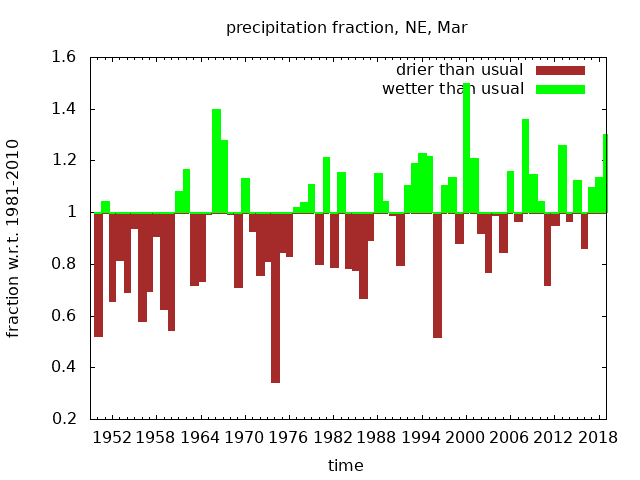 precipitation fraction, NE, Mar
drier than usual
wetter than usual
fraction w.r.t. 1981-2010
1.6
1.4
1.2
1
0.8
0.6
0.4
0.2
1952 1958 1964 1970 1976 1982 1988 1994 2000 2006 2012 2018
time